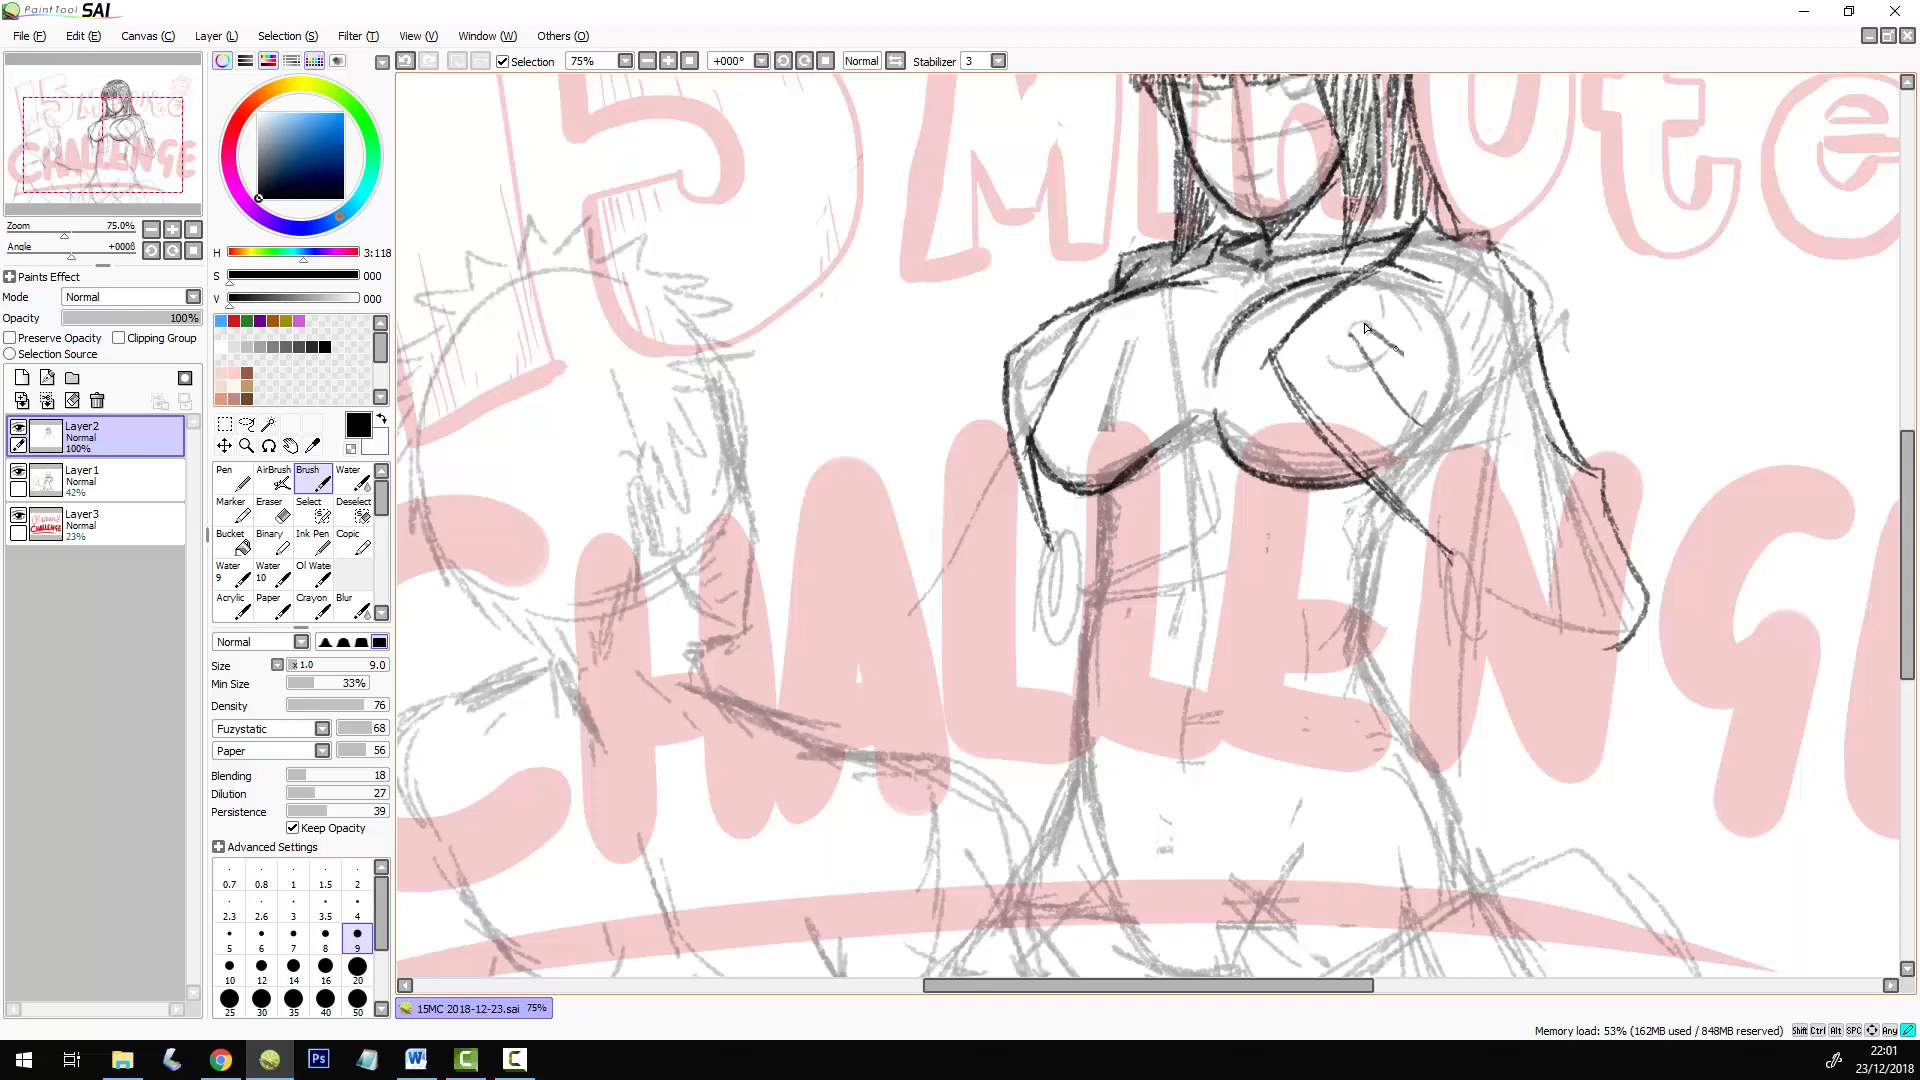 PaintTool SAI
File (F) Edit (E) Canvas (C) Layer (L) Selection (S) Filter (T) View (V) Window (W) Others (O)
Selection 75% +000° Normal Stabilizer 3
15 Minute
CHALLENGE
Zoom 75.0%
Angle +000°
Paints Effect
Mode Normal
Opacity 100%
Preserve Opacity Clipping Group
Selection Source
Layer2
Normal
100%
Layer1
Normal
42%
Layer3
Normal
23%
H 3:118
S 000
V 000
Pen AirBrush Brush Water
Marker Eraser Select Deselect
Bucket Binary Ink Pen Copic
Water 9 Water 10 Ol Wate
Acrylic Paper Crayon Blur
Normal
Size x 1.0 9.0
Min Size 33%
Density 76
Fuzystatic 68
Paper 56
Blending 18
Dilution 27
Persistence 39
Keep Opacity
Advanced Settings
0.7 0.8 1 1.5 2
2.3 2.6 3 3.5 4
5 6 7 8 9
10 12 14 16 20
25 30 35 40 50
15MC 2018-12-23.sai 75%
Memory load: 53% (162MB used / 848MB reserved) Shift Ctrl Alt SPC Any
Ps W C C
22:01
23/12/2018